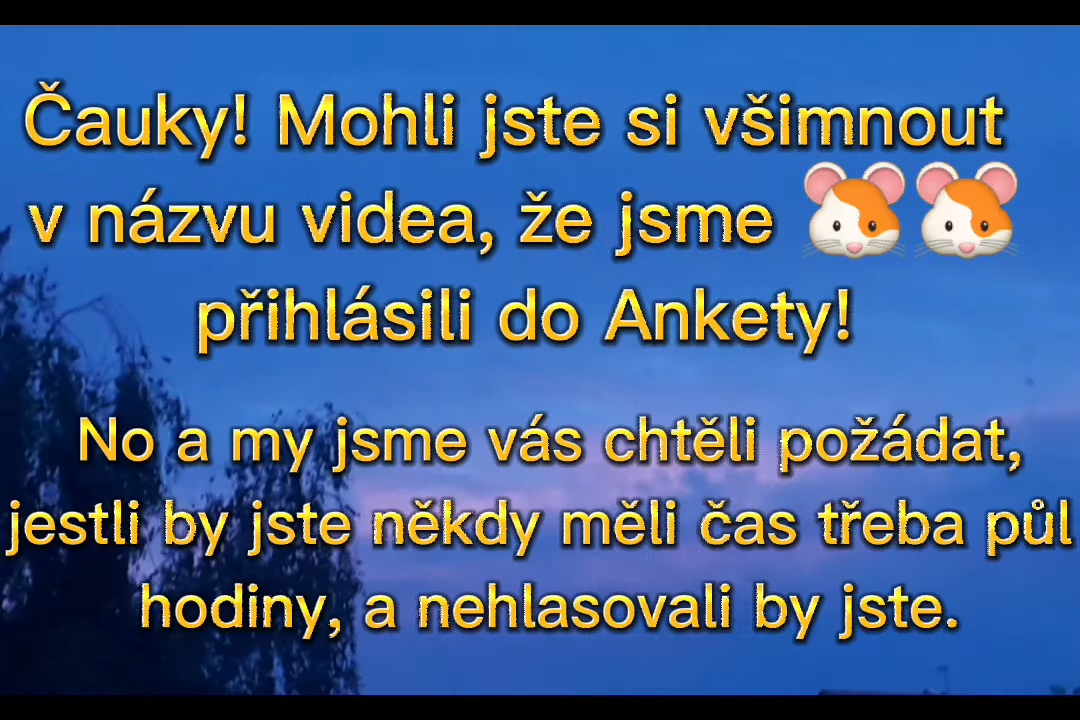 Čauky! Mohli jste si všimnout
v názvu videa, že jsme 🐹🐹
přihlásili do Ankety!
No a my jsme vás chtěli požádat,
jestli by jste někdy měli čas třeba půl
hodiny, a nehlasovali by jste.